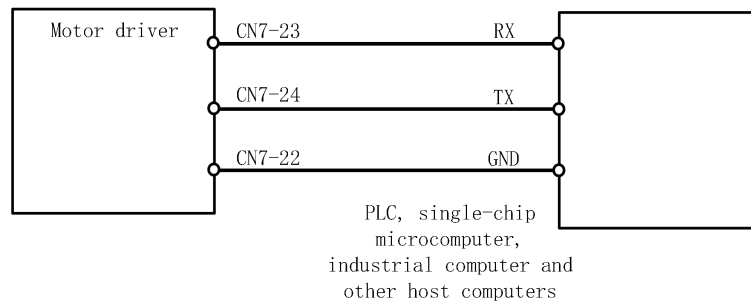 Motor driver
CN7-23 RX
CN7-24 TX
CN7-22 GND
PLC, single-chip
microcomputer,
industrial computer and
other host computers